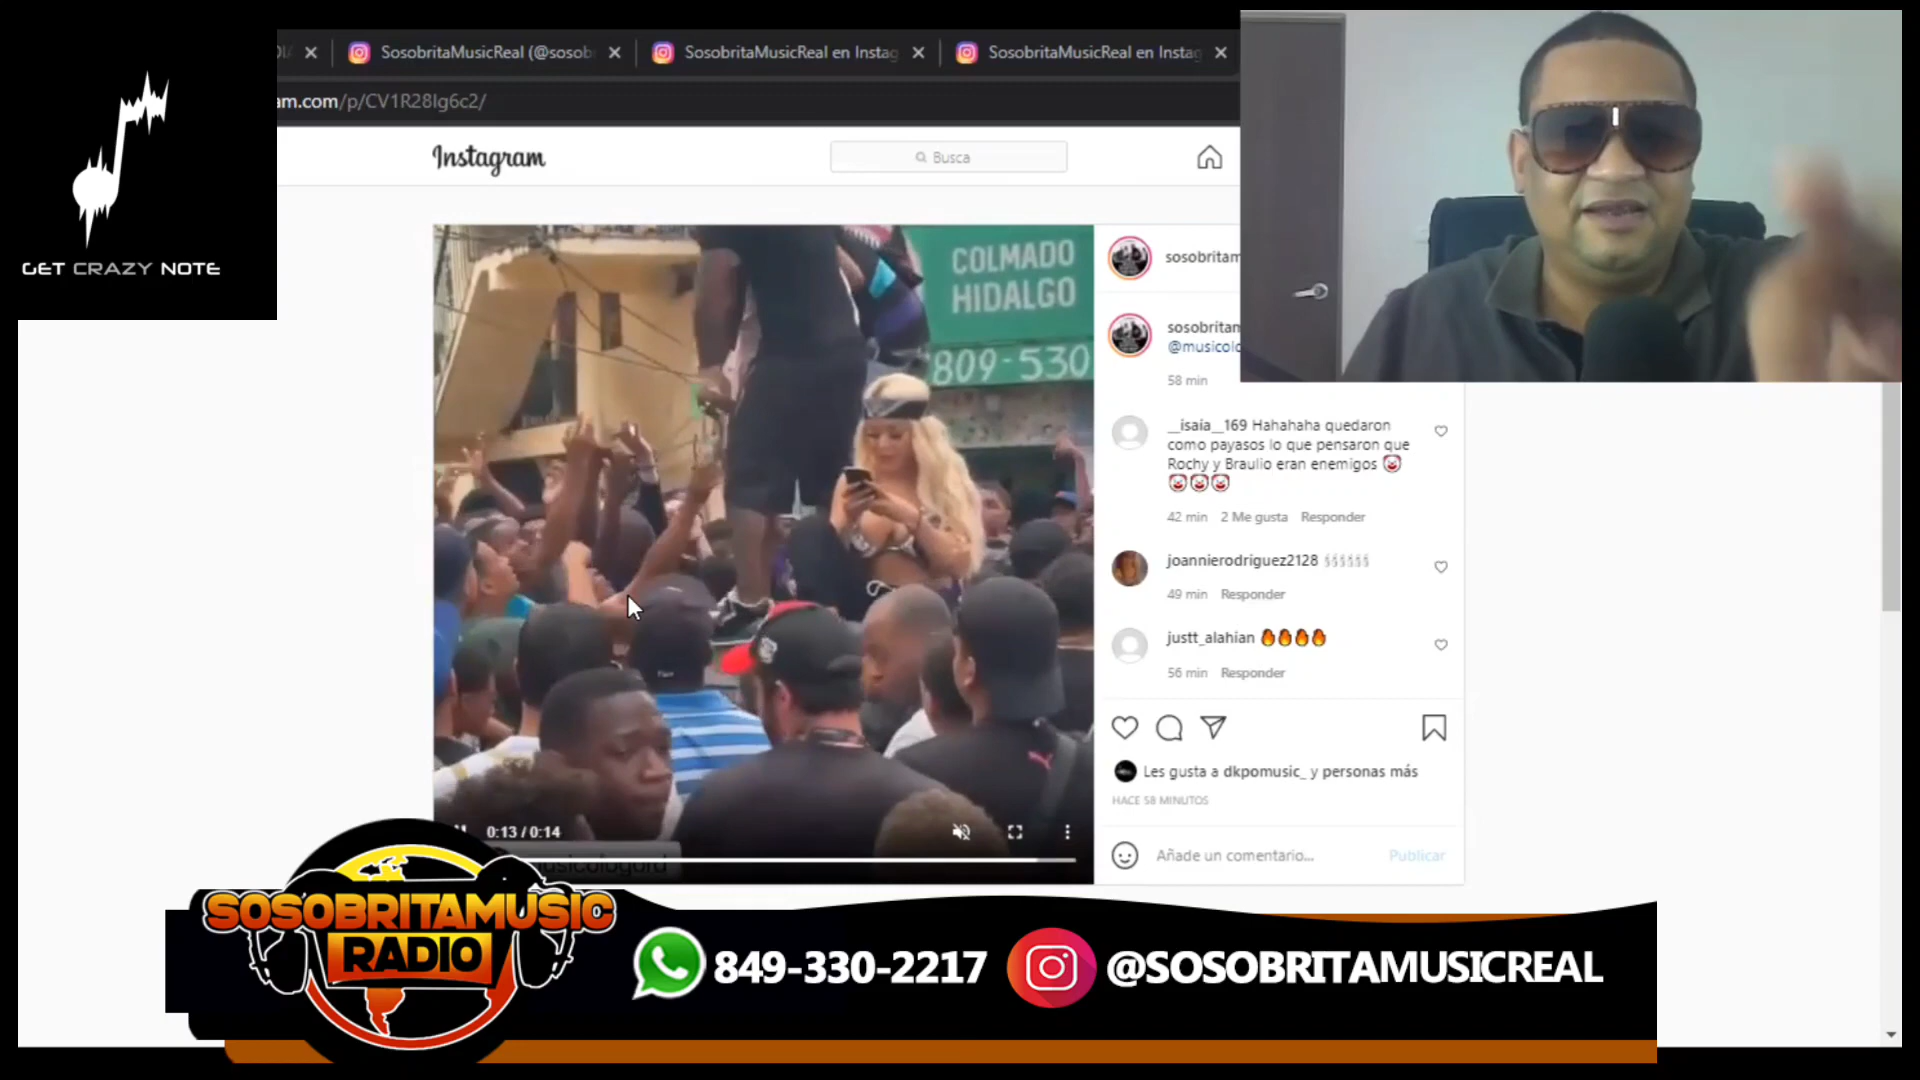 SosobritaMusicReal (@sosob
SosobritaMusicReal en Instag
SosobritaMusicReal en Instag
am.com/p/CV1R28Ig6c2/
GET CRAZY NOTE
Instagram
Busca
COLMADO
HIDALGO
809-530
sosobritam
sosobritam
@musicolo
58 min
__isaia__169 Hahahaha quedaron
como payasos lo que pensaron que
Rochy y Braulio eran enemigos 🤡
🤡🤡🤡
42 min 2 Me gusta Responder
joannierodriguez2128
49 min Responder
justt_alahian 🔥🔥🔥🔥
56 min Responder
Les gusta a dkpomusic_ y personas más
HACE 58 MINUTOS
0:13 / 0:14
Añade un comentario...
Publicar
SOSOBRITAMUSIC
RADIO
849-330-2217
@SOSOBRITAMUSICREAL